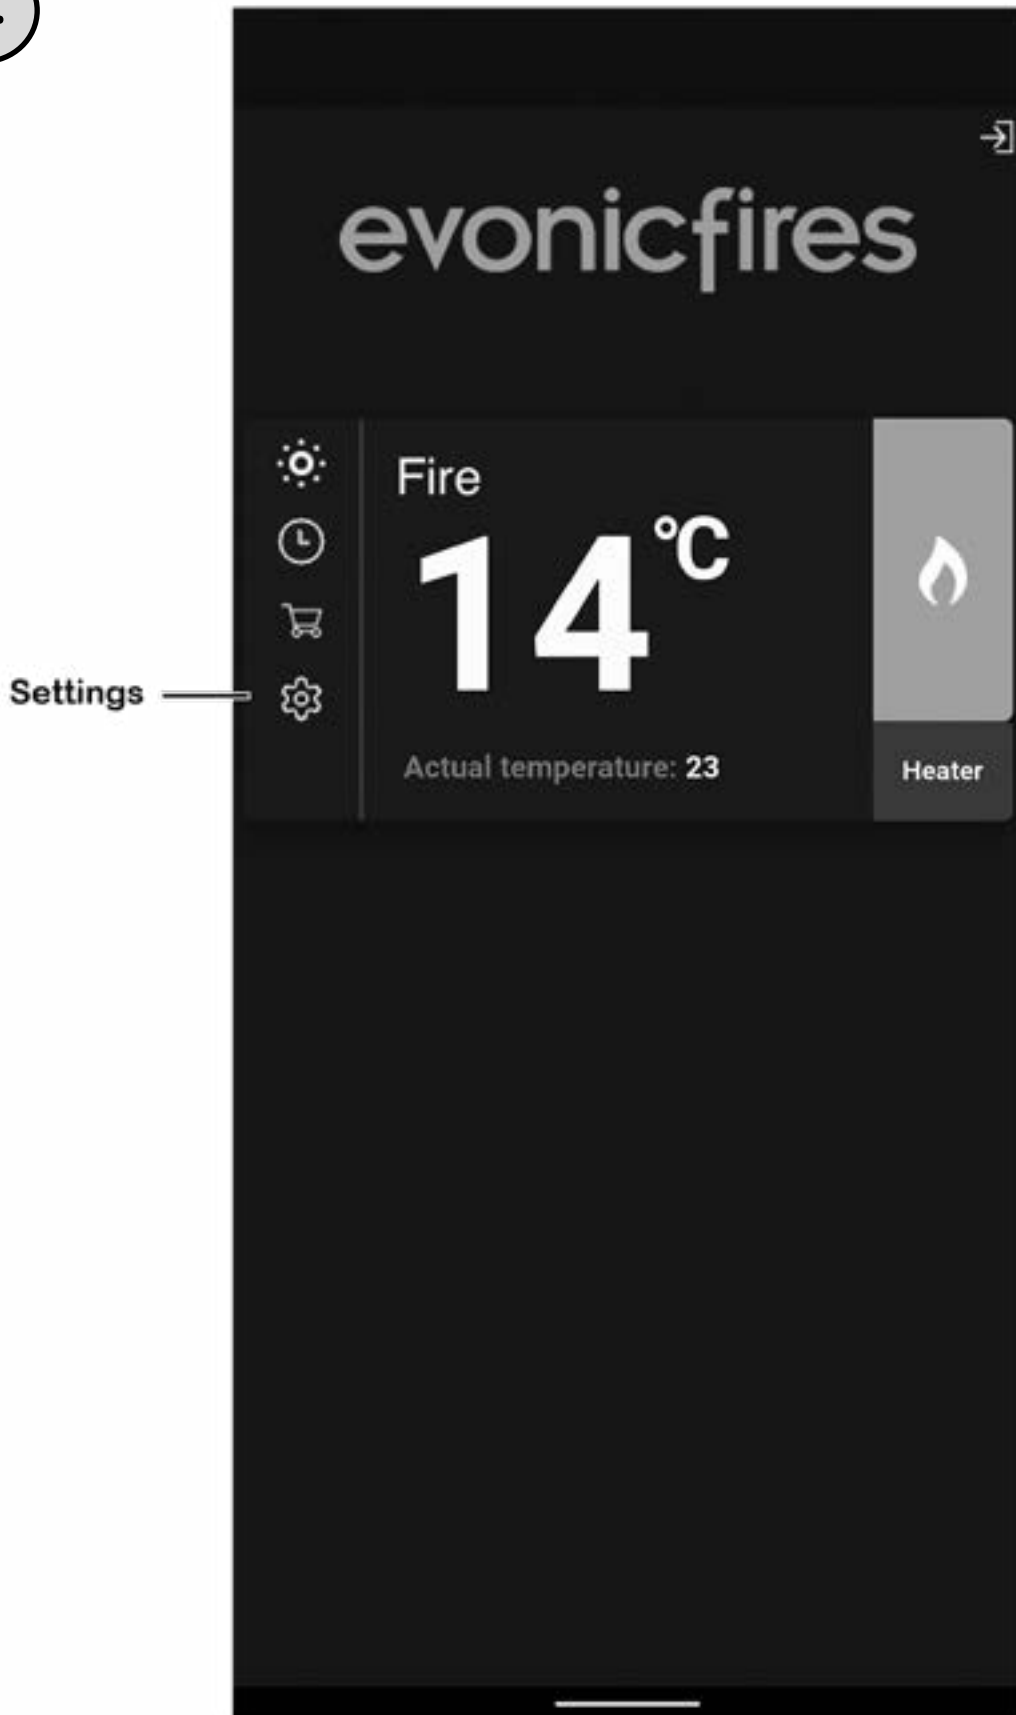 evonicfires
Fire
14°C
Settings
Actual temperature: 23
Heater